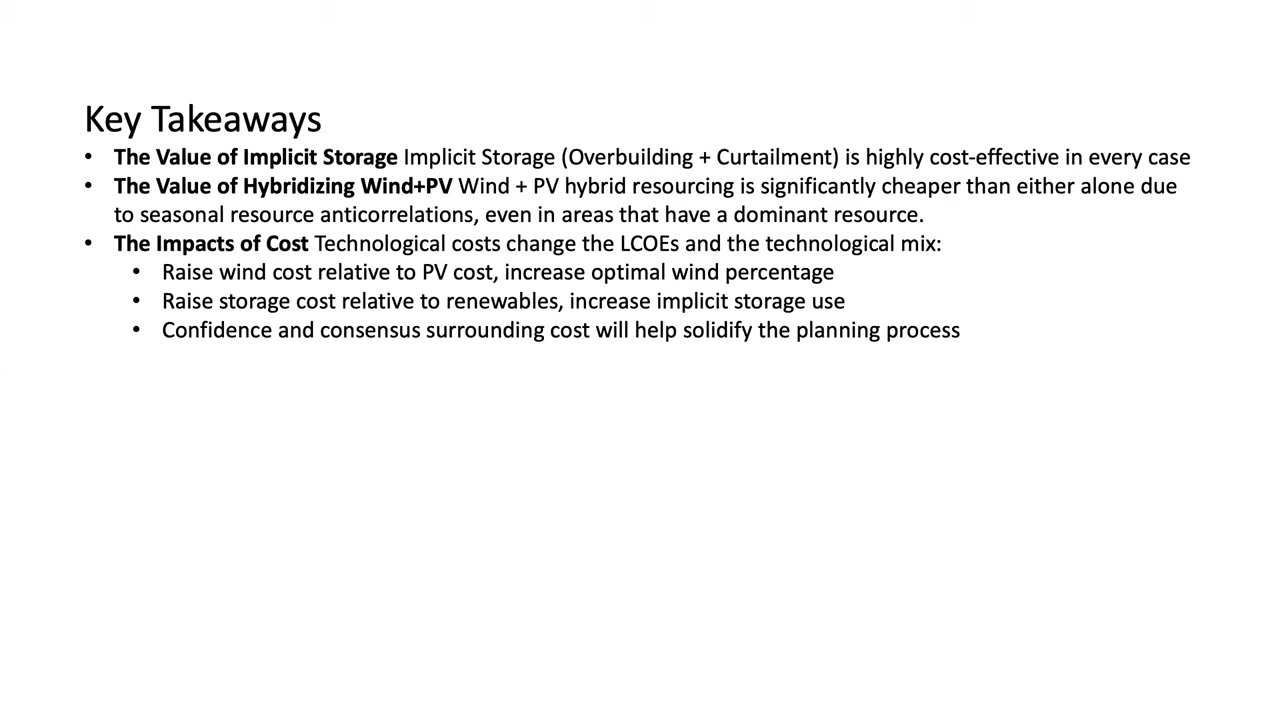 Key Takeaways
• The Value of Implicit Storage Implicit Storage (Overbuilding + Curtailment) is highly cost-effective in every case
• The Value of Hybridizing Wind+PV Wind + PV hybrid resourcing is significantly cheaper than either alone due
to seasonal resource anticorrelations, even in areas that have a dominant resource.
• The Impacts of Cost Technological costs change the LCOEs and the technological mix:
• Raise wind cost relative to PV cost, increase optimal wind percentage
• Raise storage cost relative to renewables, increase implicit storage use
• Confidence and consensus surrounding cost will help solidify the planning process